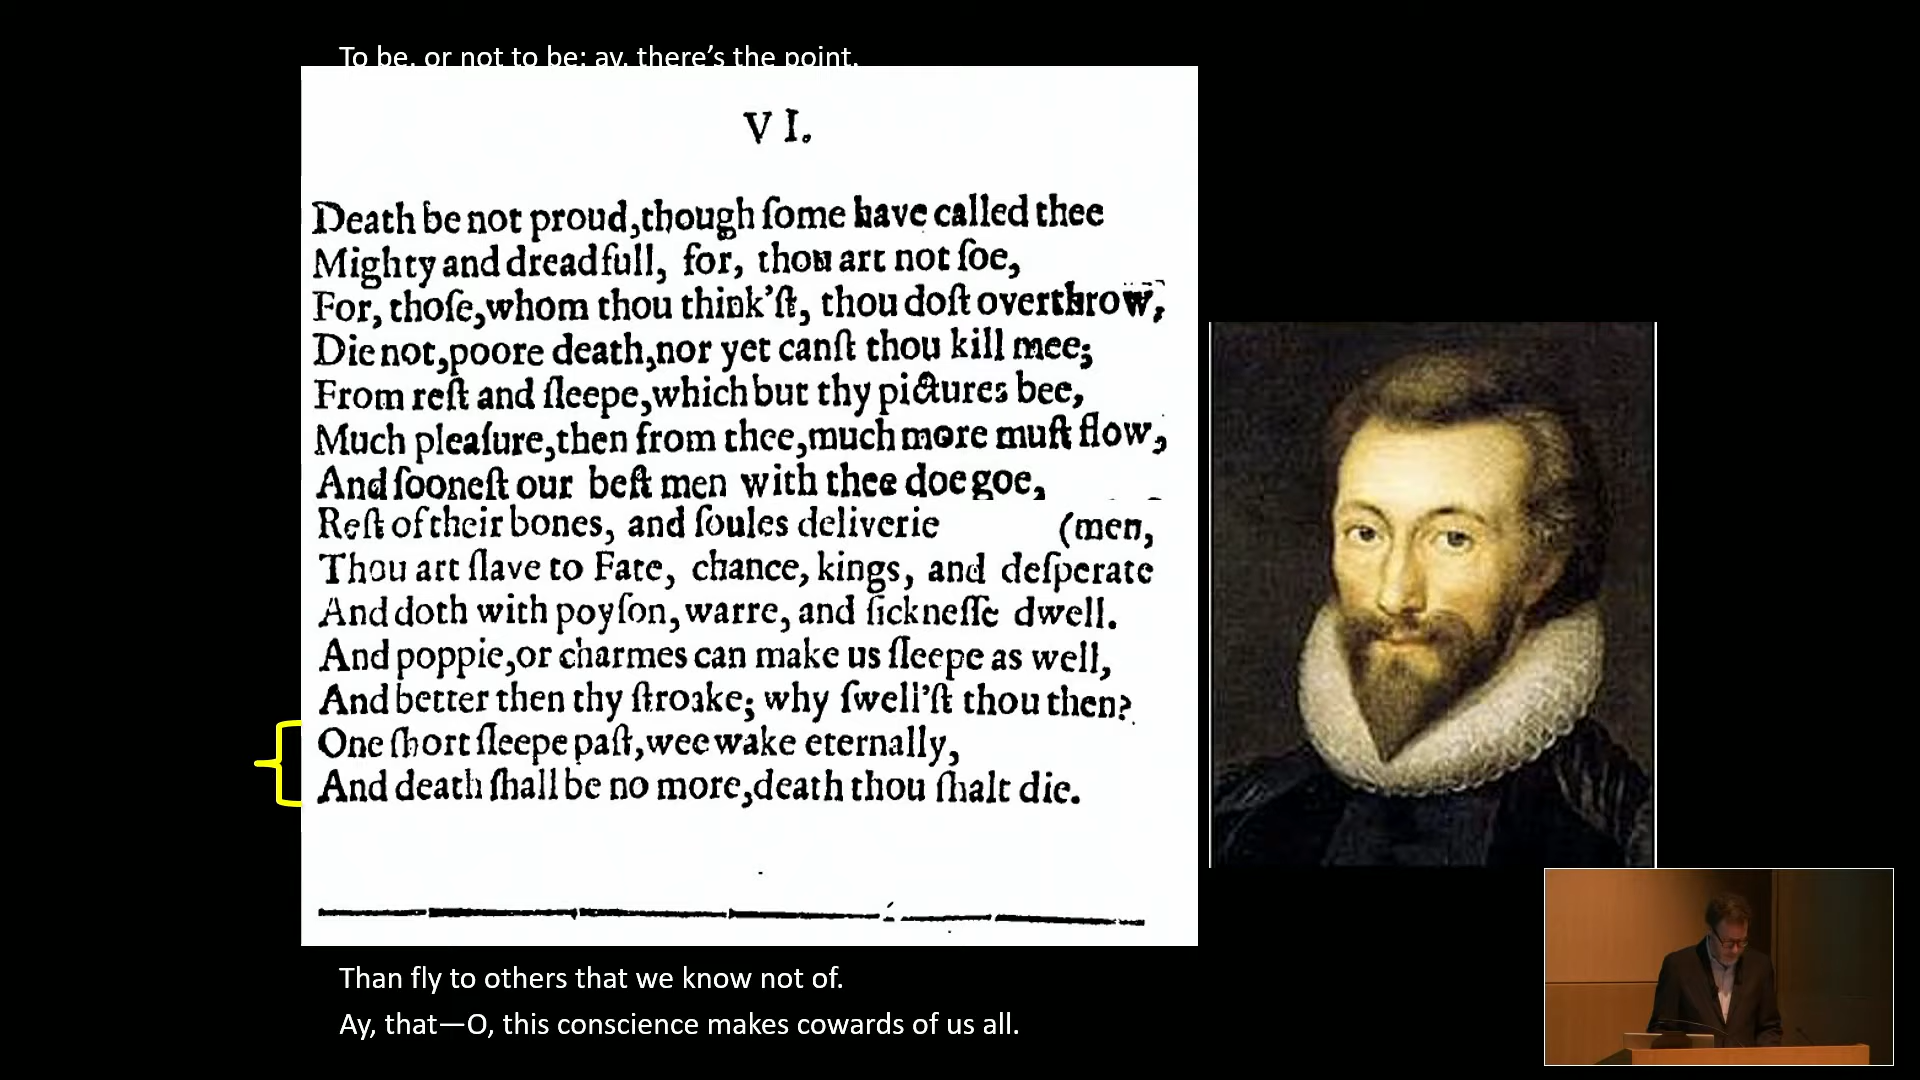 To be, or not to be: ay, there’s the point,
VI.
Death be not proud,though ſome have called thee
Mighty and dreadfull, for, thou art not ſoe,
For, thoſe,whom thou think’ſt, thou doſt overthrow,
Die not,poore death,nor yet canſt thou kill mee;
From reſt and ſleepe,which but thy pictures bee,
Much pleaſure,then from thee,much more muſt flow,
And ſooneſt our beſt men with thee doe goe,
Reſt of their bones, and ſoules deliverie (men,
Thou art ſlave to Fate, chance, kings, and deſperate
And doth with poyſon, warre, and ſickneſſe dwell.
And poppie,or charmes can make us ſleepe as well,
And better then thy ſtroake; why ſwell’ſt thou then?
One ſhort ſleepe paſt,wee wake eternally,
And death ſhall be no more,death thou ſhalt die.
Than fly to others that we know not of.
Ay, that—O, this conscience makes cowards of us all.